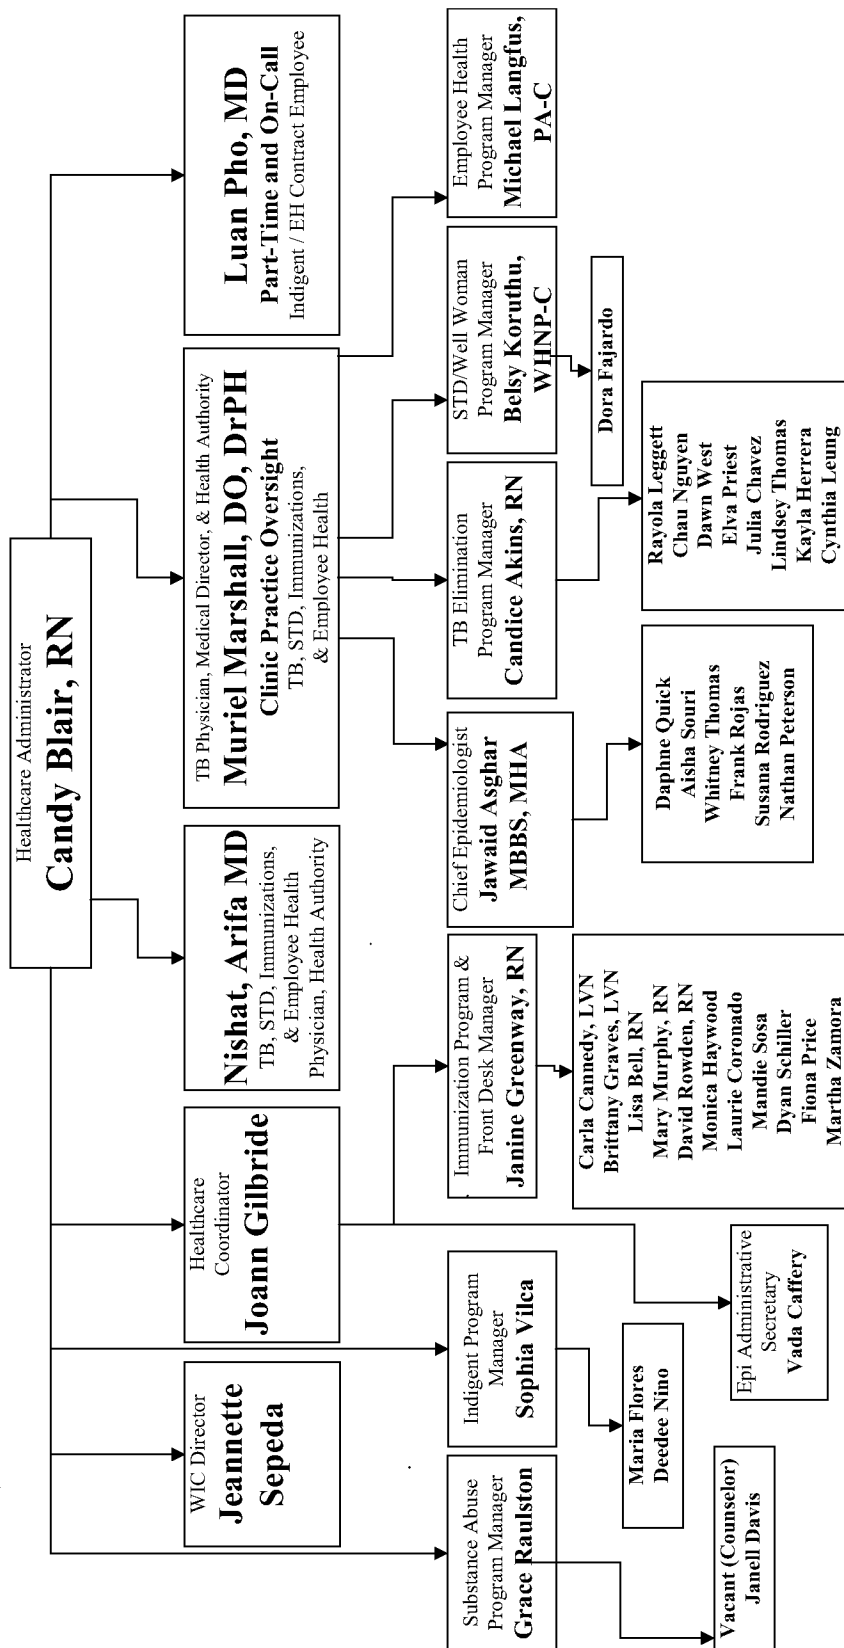 Healthcare Administrator
Candy Blair, RN
WIC Director
Jeannette
Sepeda
Healthcare
Coordinator
Joann Gilbride
Nishat, Arifa MD
TB, STD, Immunizations,
& Employee Health
Physician, Health Authority
TB Physician, Medical Director, & Health Authority
Muriel Marshall, DO, DrPH
Clinic Practice Oversight
TB, STD, Immunizations,
& Employee Health
Luan Pho, MD
Part-Time and On-Call
Indigent / EH Contract Employee
Substance Abuse
Program Manager
Grace Raulston
Indigent Program
Manager
Sophia Vilca
Immunization Program &
Front Desk Manager
Janine Greenway, RN
Chief Epidemiologist
Jawaid Asghar
MBBS, MHA
TB Elimination
Program Manager
Candice Akins, RN
STD/Well Woman
Program Manager
Belsy Koruthu,
WHNP-C
Employee Health
Program Manager
Michael Langfus,
PA-C
Vacant (Counselor)
Janell Davis
Maria Flores
Deedee Nino
Epi Administrative
Secretary
Vada Caffery
Carla Cannedy, LVN
Brittany Graves, LVN
Lisa Bell, RN
Mary Murphy, RN
David Rowden, RN
Monica Haywood
Laurie Coronado
Mandie Sosa
Dyan Schiller
Fiona Price
Martha Zamora
Daphne Quick
Aisha Souri
Whitney Thomas
Frank Rojas
Susana Rodriguez
Nathan Peterson
Rayola Leggett
Chau Nguyen
Dawn West
Elva Priest
Julia Chavez
Lindsey Thomas
Kayla Herrera
Cynthia Leung
Dora Fajardo